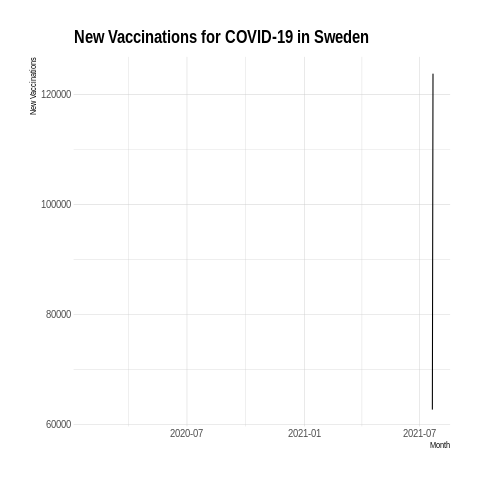 New Vaccinations for COVID-19 in Sweden
New Vaccinations
120000
100000
80000
60000
2020-07 2021-01 2021-07
Month